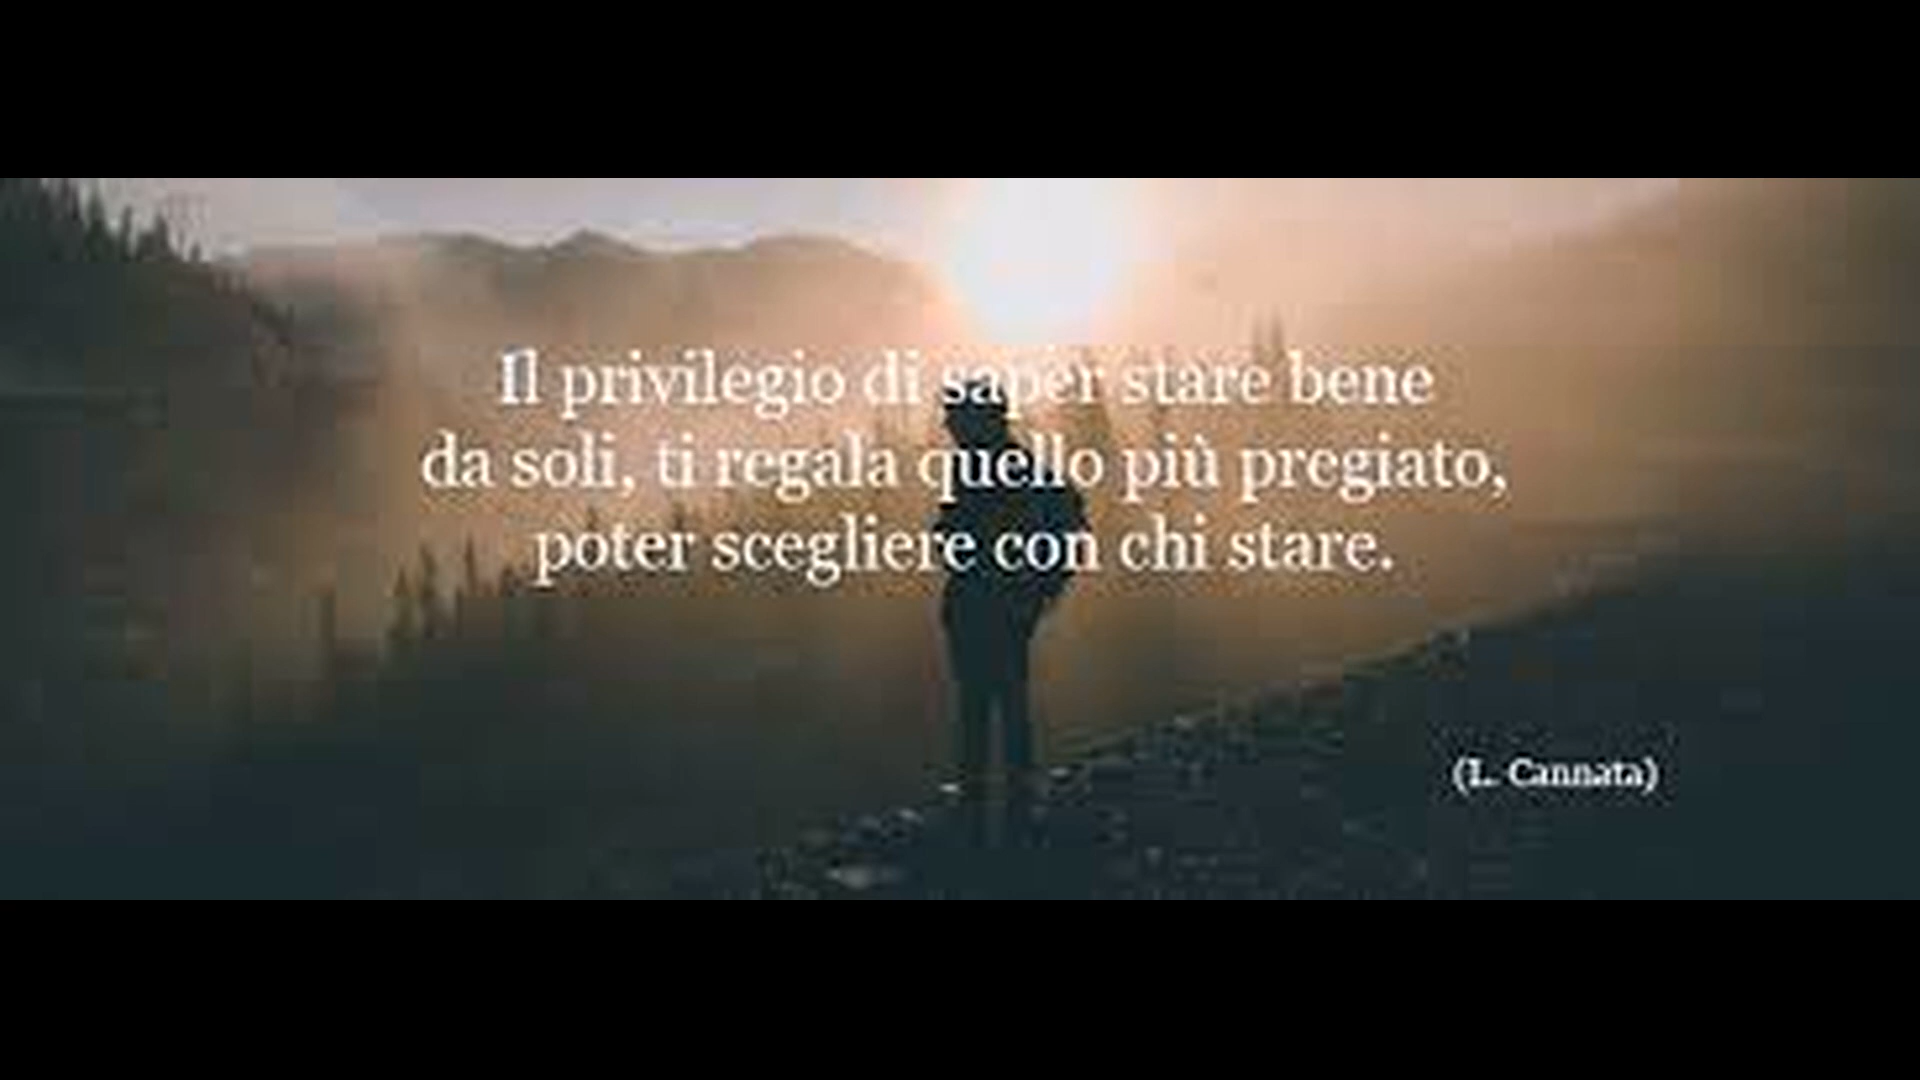 Il privilegio di saper stare bene
da soli, ti regala quello più pregiato,
poter scegliere con chi stare.
(L. Cannata)